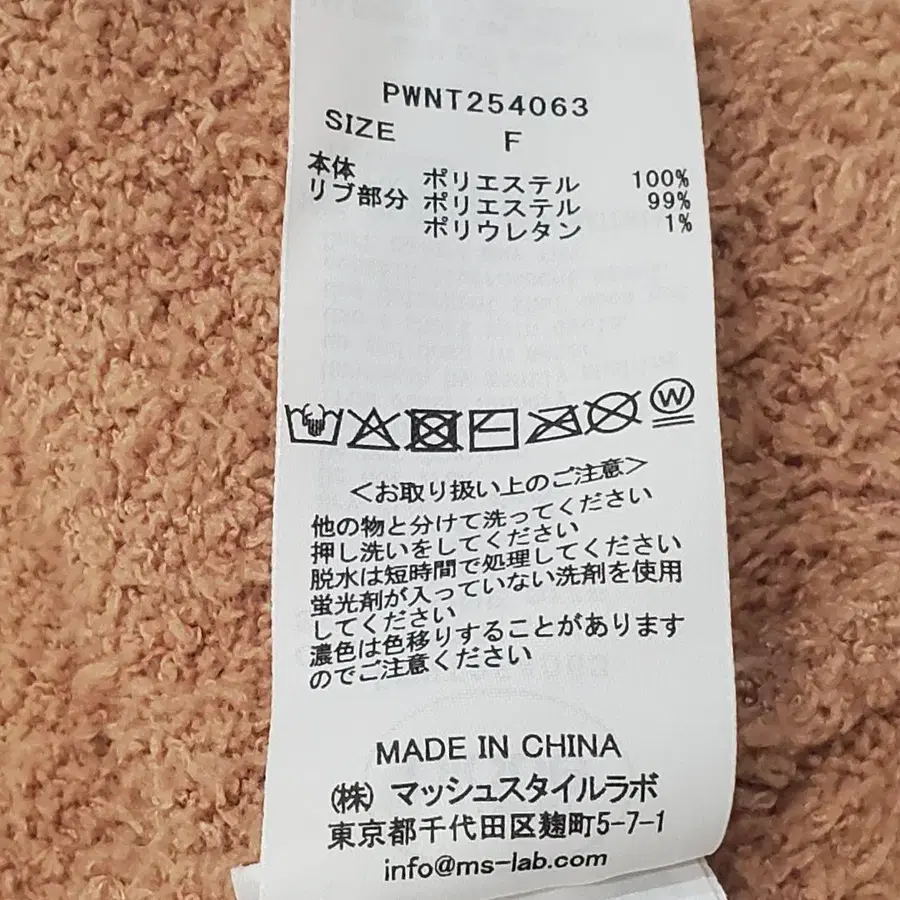 PWNT254063
SIZE F
本体 ポリエステル 100%
リブ部分 ポリエステル 99%
ポリウレタン 1%
W
<お取り扱い上のご注意>
他の物と分けて洗ってください
押し洗いをしてください
脱水は短時間で処理してください
蛍光剤が入っていない洗剤を使用
してください
濃色は色移りすることがあります
のでご注意ください
MADE IN CHINA
(株) マッシュスタイルラボ
東京都千代田区麹町5-7-1
info@ms-lab.com